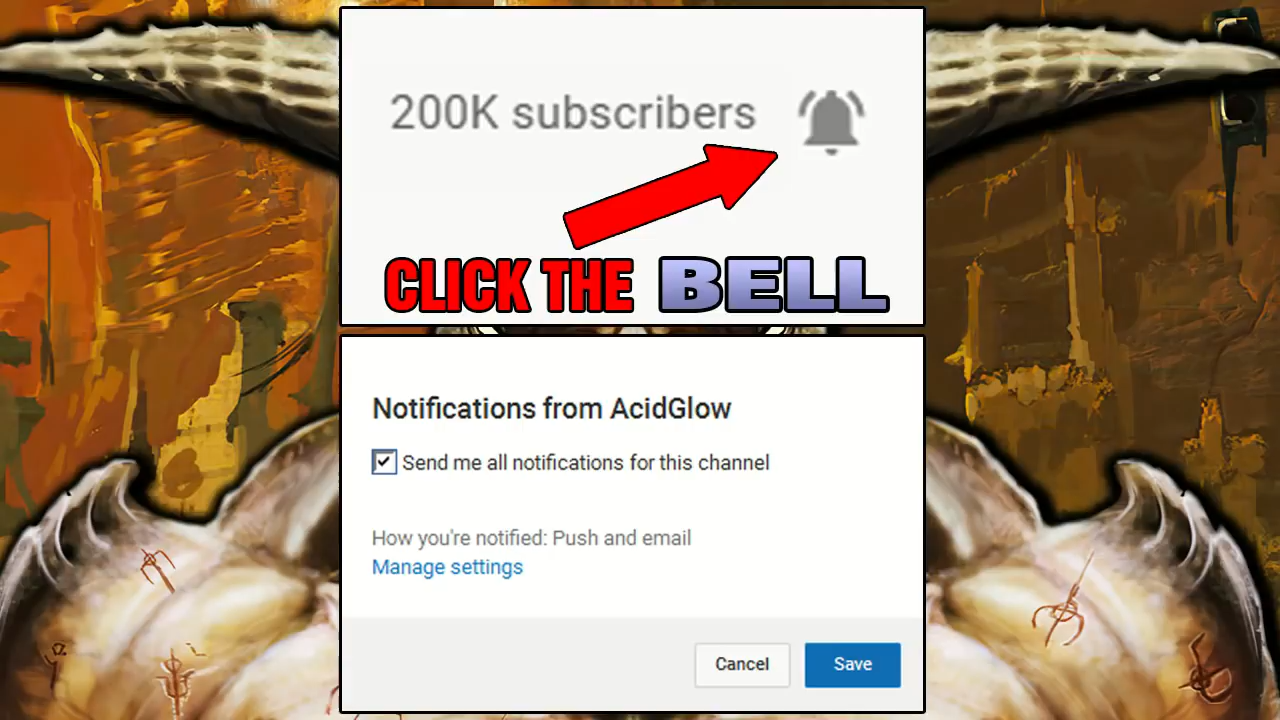 200K subscribers
CLICK THE BELL
Notifications from AcidGlow
Send me all notifications for this channel
How you're notified: Push and email
Manage settings
Cancel Save